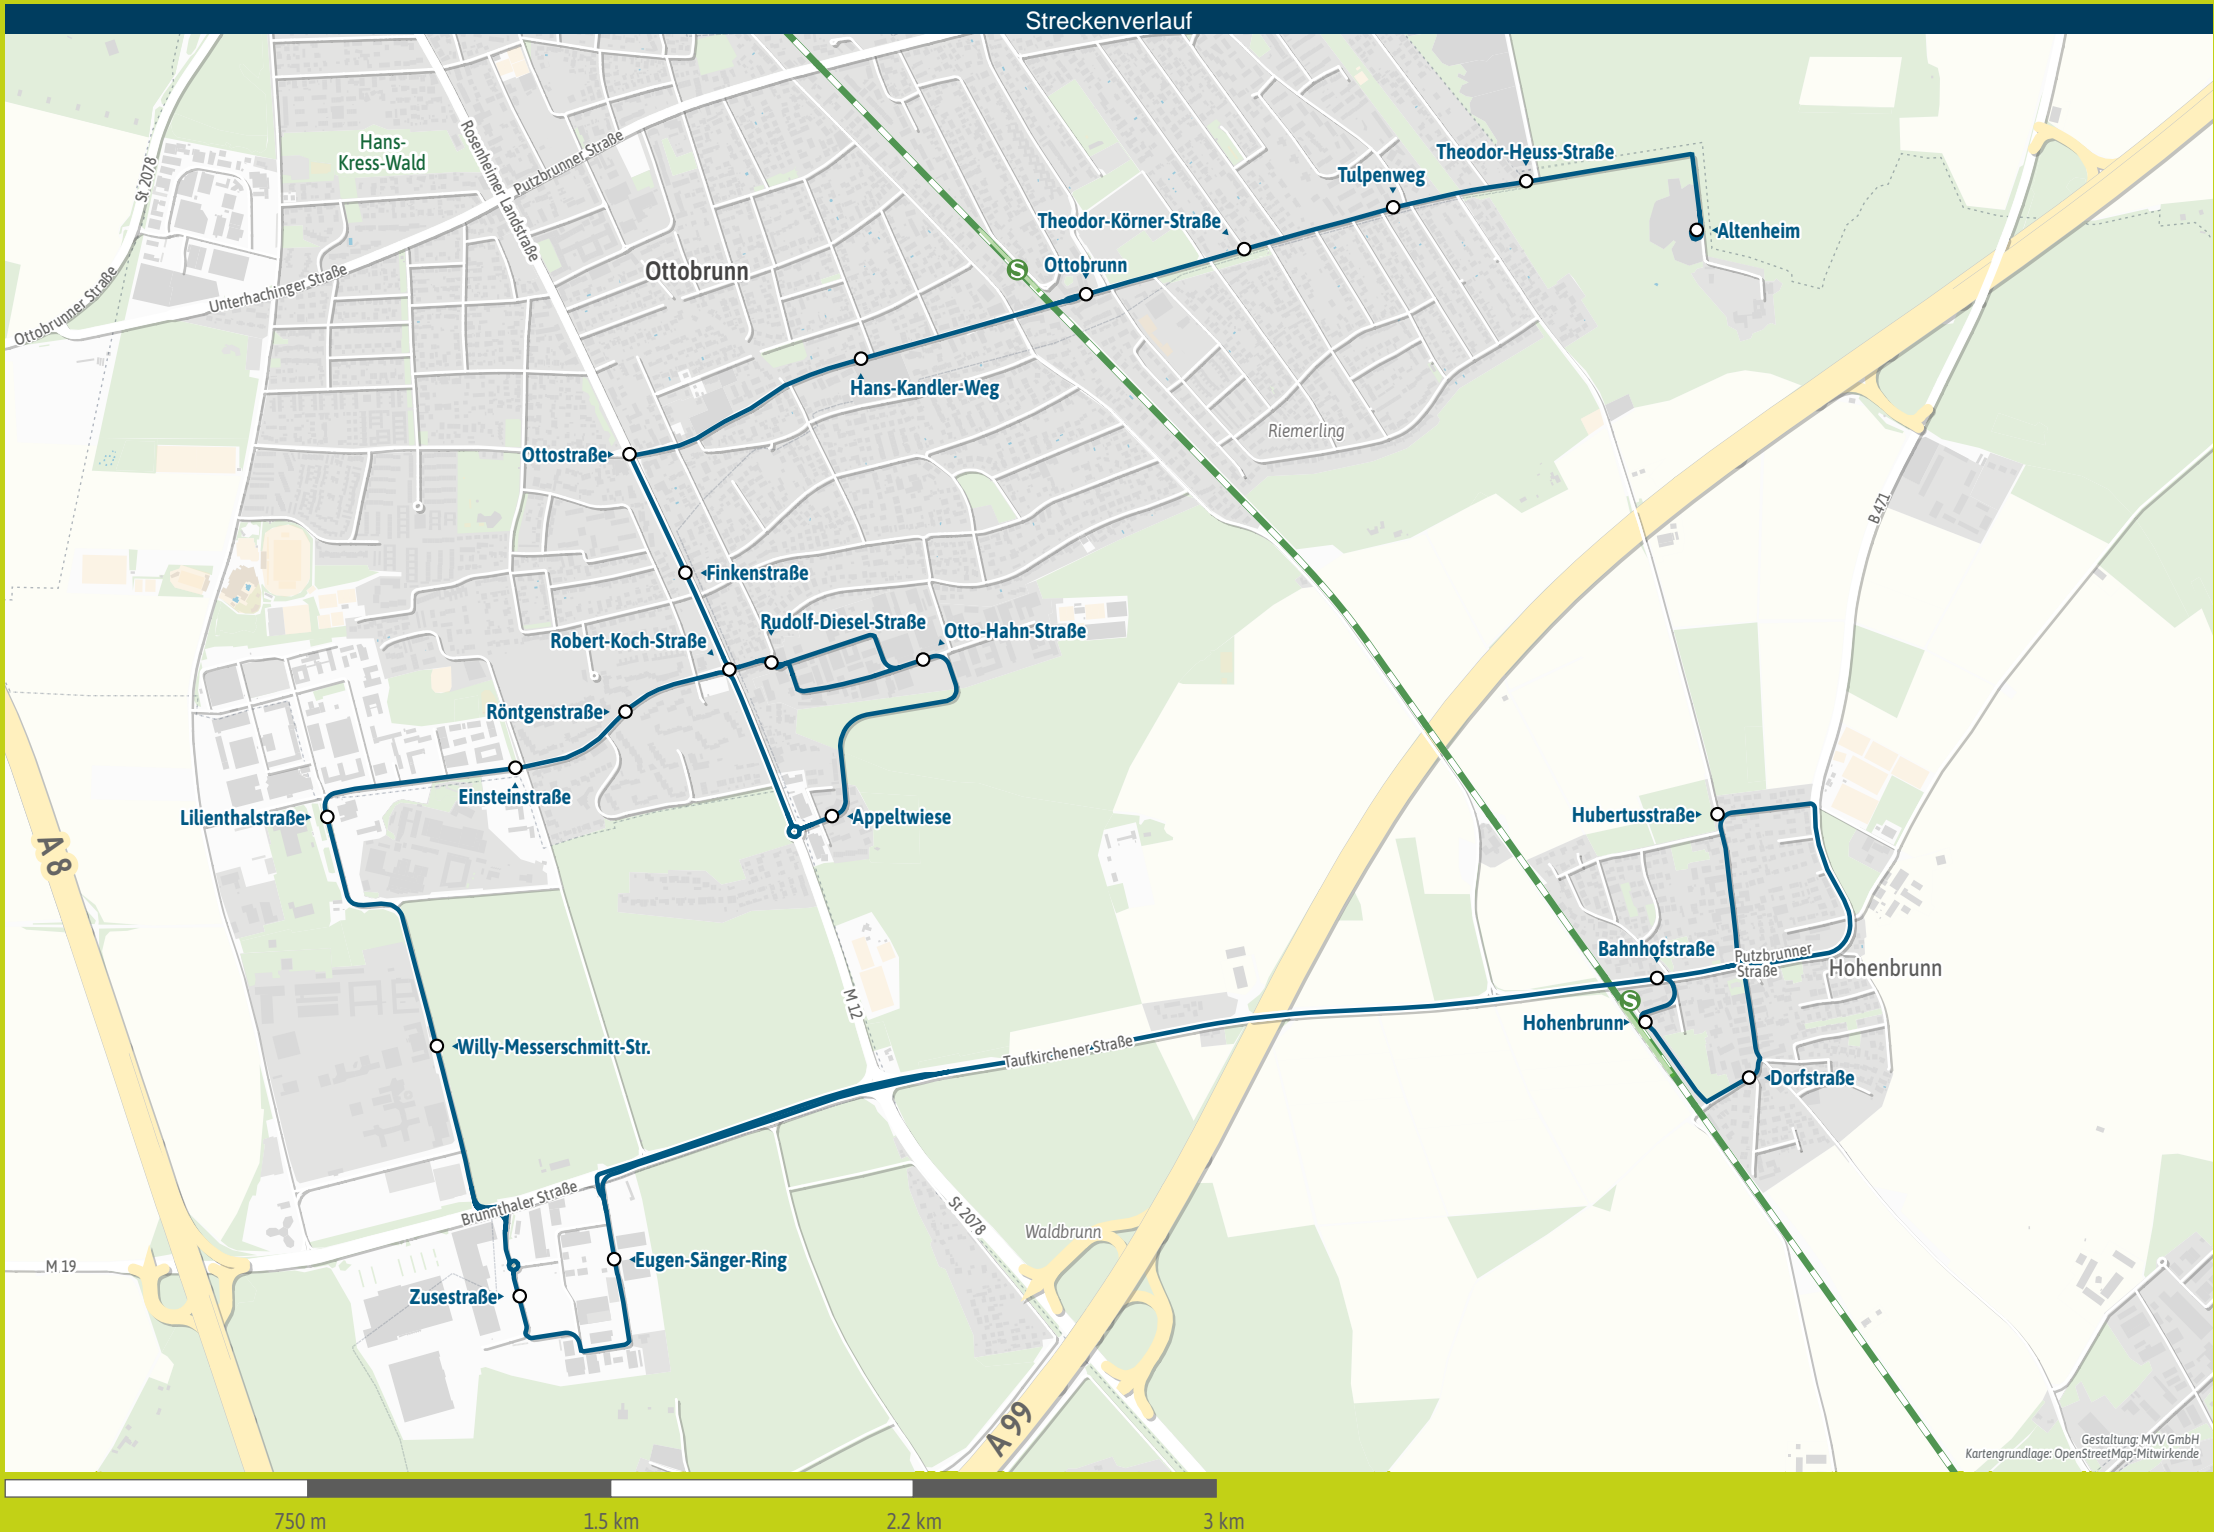 Streckenverlauf
Hans-
Kress-Wald
St 2078
Rosenheimer Landstraße
Putzbrunner Straße
Unterhachinger Straße
Ottobrunner Straße
Ottobrunn
Theodor-Heuss-Straße
Tulpenweg
Theodor-Körner-Straße
Altenheim
S
Ottobrunn
Hans-Kandler-Weg
Riemerling
Ottostraße
B 471
Finkenstraße
Rudolf-Diesel-Straße
Otto-Hahn-Straße
Robert-Koch-Straße
Röntgenstraße
Einsteinstraße
Lilienthalstraße
Appeltwiese
Hubertusstraße
A 8
Bahnhofstraße
Putzbrunner
Straße
Hohenbrunn
S
M 12
Hohenbrunn
Willy-Messerschmitt-Str.
Taufkirchener Straße
Dorfstraße
Brunnthaler Straße
St 2078
Waldbrunn
M 19
Eugen-Sänger-Ring
Zusestraße
A 99
Gestaltung: MVV GmbH
Kartengrundlage: OpenStreetMap-Mitwirkende
750 m
1.5 km
2.2 km
3 km